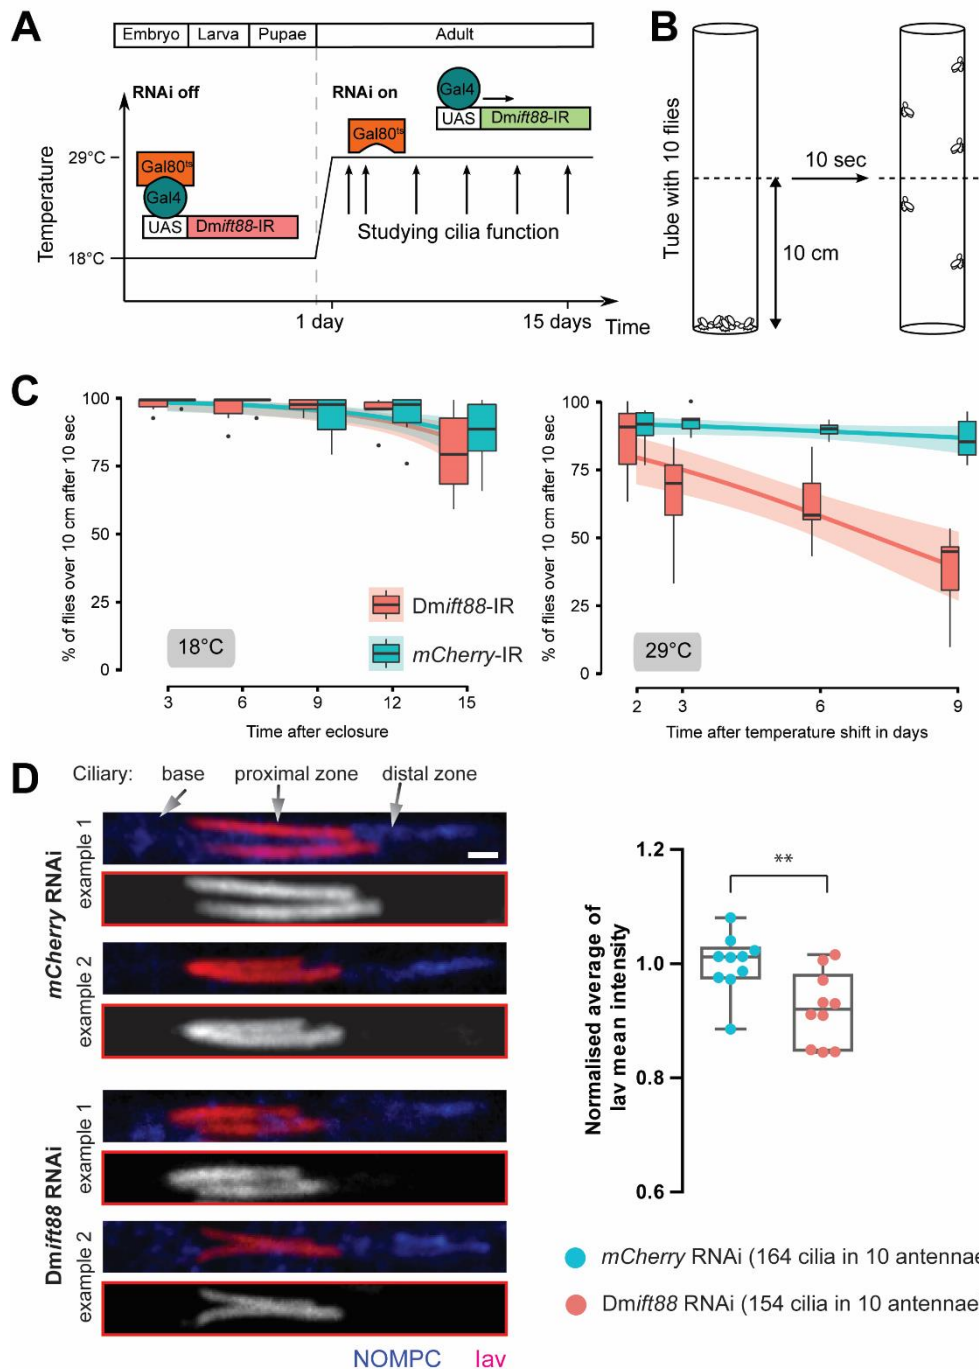 A
Embryo Larva Pupae Adult
RNAi off
RNAi on
Gal4
UAS Dmift88-IR
Gal80ts
29°C
Gal80ts
Gal4
UAS Dmift88-IR
Studying cilia function
18°C
Temperature
1 day
15 days
Time
B
Tube with 10 flies
10 sec
10 cm
C
% of flies over 10 cm after 10 sec
100
75
50
25
0
Dmift88-IR
mCherry-IR
18°C
3 6 9 12 15
Time after eclosure
% of flies over 10 cm after 10 sec
100
75
50
25
0
29°C
2 3 6 9
Time after temperature shift in days
D
Ciliary: base proximal zone distal zone
mCherry RNAi
example 1
example 2
Dmift88 RNAi
example 1
example 2
NOMPC Iav
Normalised average of
Iav mean intensity
1.2
1.0
0.8
0.6
**
mCherry RNAi (164 cilia in 10 antennae
Dmift88 RNAi (154 cilia in 10 antennae